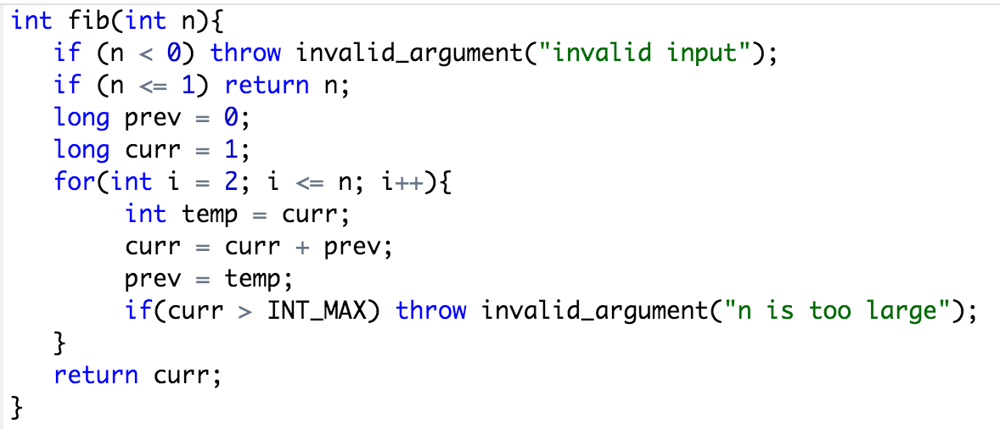 int fib(int n){
   if (n < 0) throw invalid_argument("invalid input");
   if (n <= 1) return n;
   long prev = 0;
   long curr = 1;
   for(int i = 2; i <= n; i++){
        int temp = curr;
        curr = curr + prev;
        prev = temp;
        if(curr > INT_MAX) throw invalid_argument("n is too large");
   }
   return curr;
}